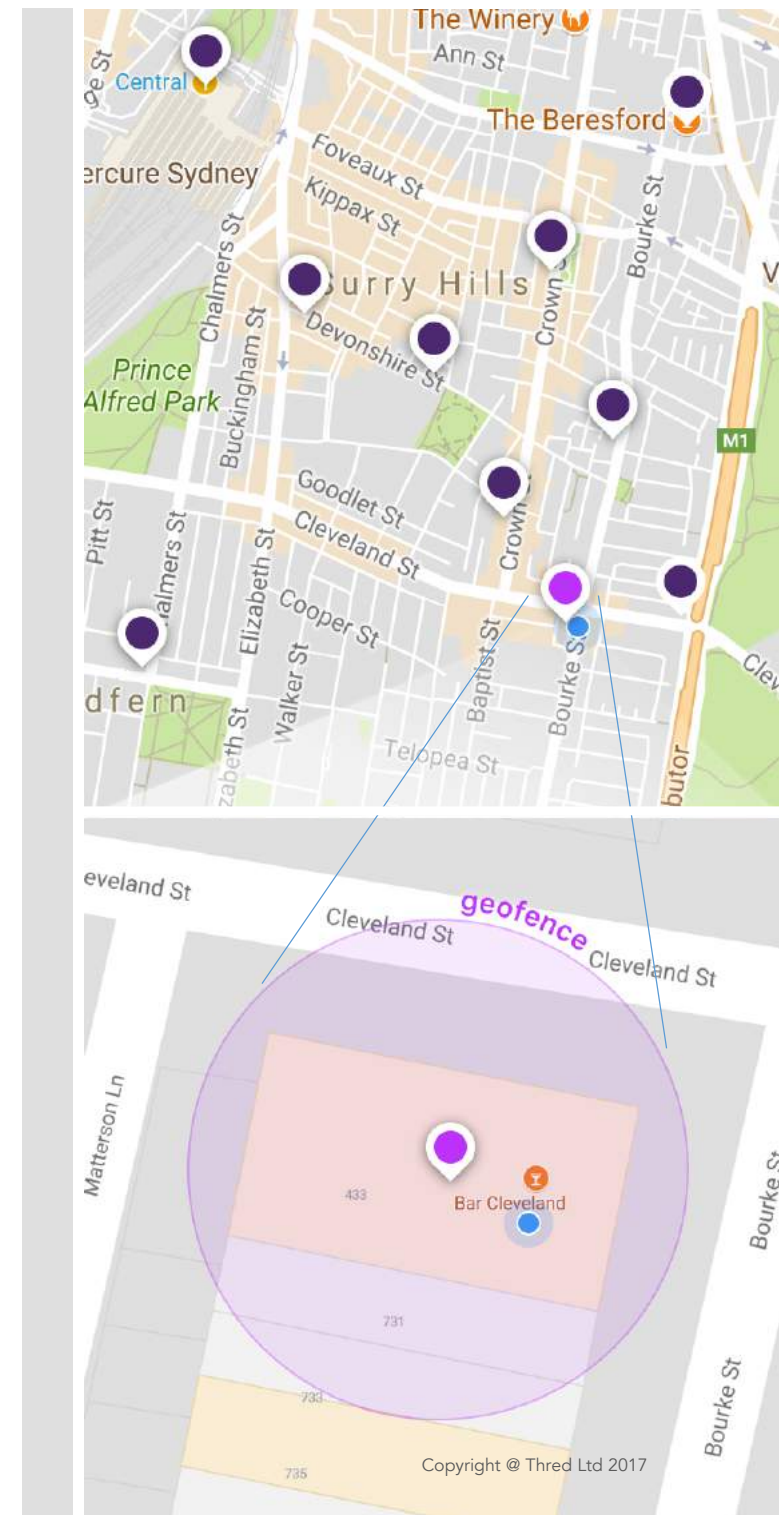 The Winery
Ann St
ge St
Central
The Beresford
ercure Sydney
Foveaux St
Kippax St
Bourke St
Chalmers St
Surry Hills
V
Crown
Devonshire St
Buckingham St
Prince
Alfred Park
M1
Goodlet St
Cleveland St
Pitt St
halmers St
Elizabeth St
Crown
Cooper St
Walker St
Baptist St
Bourke St
Clev
dfern
zabeth St
Telopea St
butor
eveland St
geofence
Cleveland St
Cleveland St
Matterson Ln
Bourke St
433
Bar Cleveland
731
733
Bourke St
735
Copyright @ Thred Ltd 2017